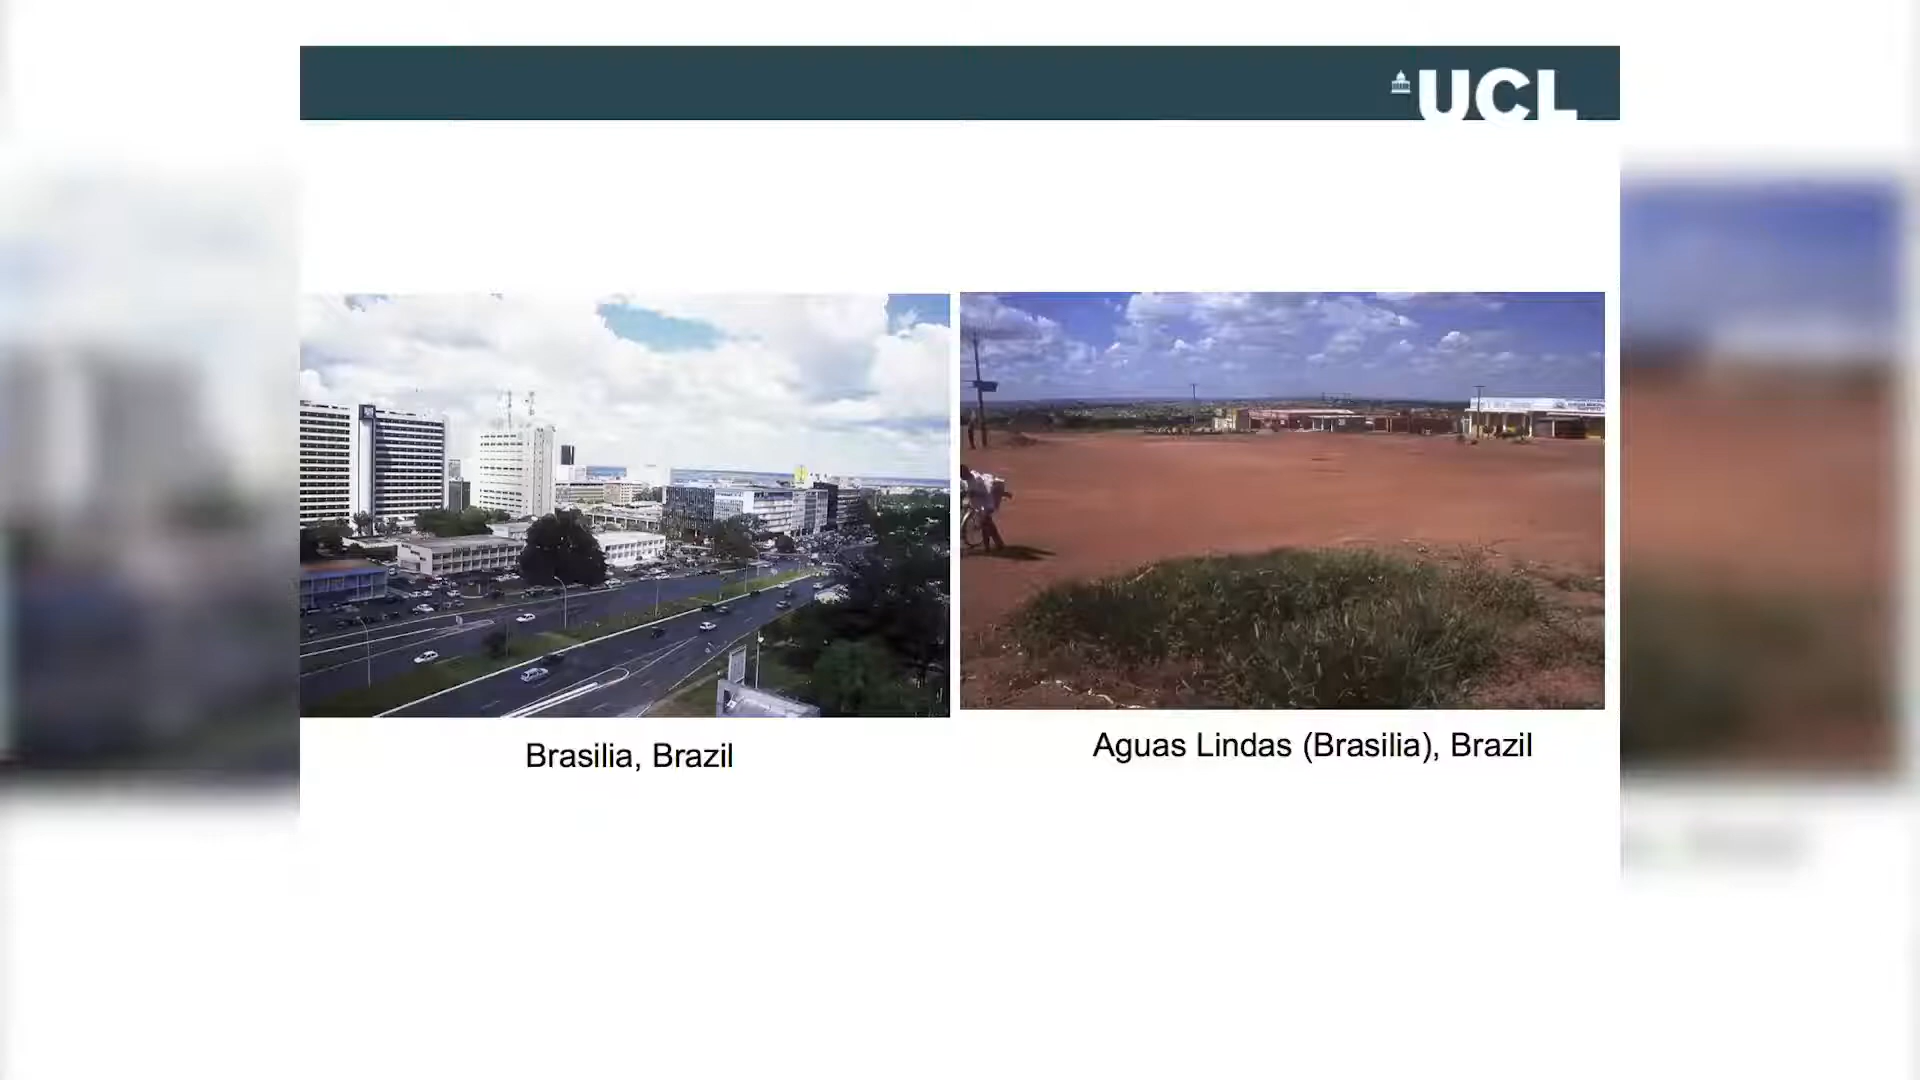 UCL
Brasilia, Brazil
Aguas Lindas (Brasilia), Brazil